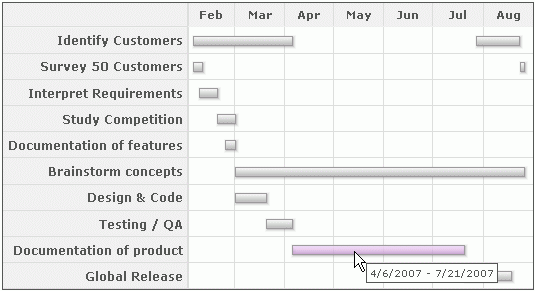 Feb Mar Apr May Jun Jul Aug
Identify Customers
Survey 50 Customers
Interpret Requirements
Study Competition
Documentation of features
Brainstorm concepts
Design & Code
Testing / QA
Documentation of product
4/6/2007 - 7/21/2007
Global Release